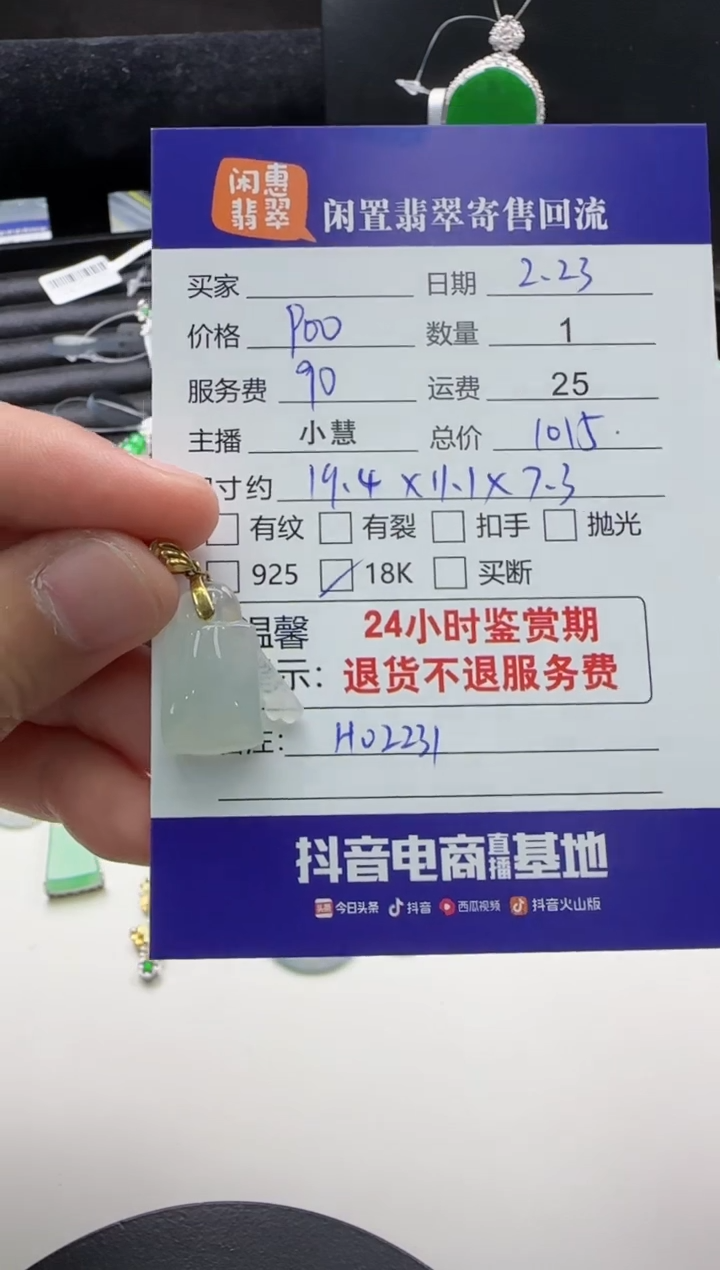 闲惠
翡翠
闲置翡翠寄售回流
买家 日期 2.23
价格 900 数量 1
服务费 90 运费 25
主播 小慧 总价 1015.
寸约 19.4×11.1×7.3
有纹 有裂 扣手 抛光
925 18K 买断
温馨 24小时鉴赏期
示: 退货不退服务费
注: H02231
抖音电商直播基地
头条 今日头条 抖音 西瓜视频 抖音火山版